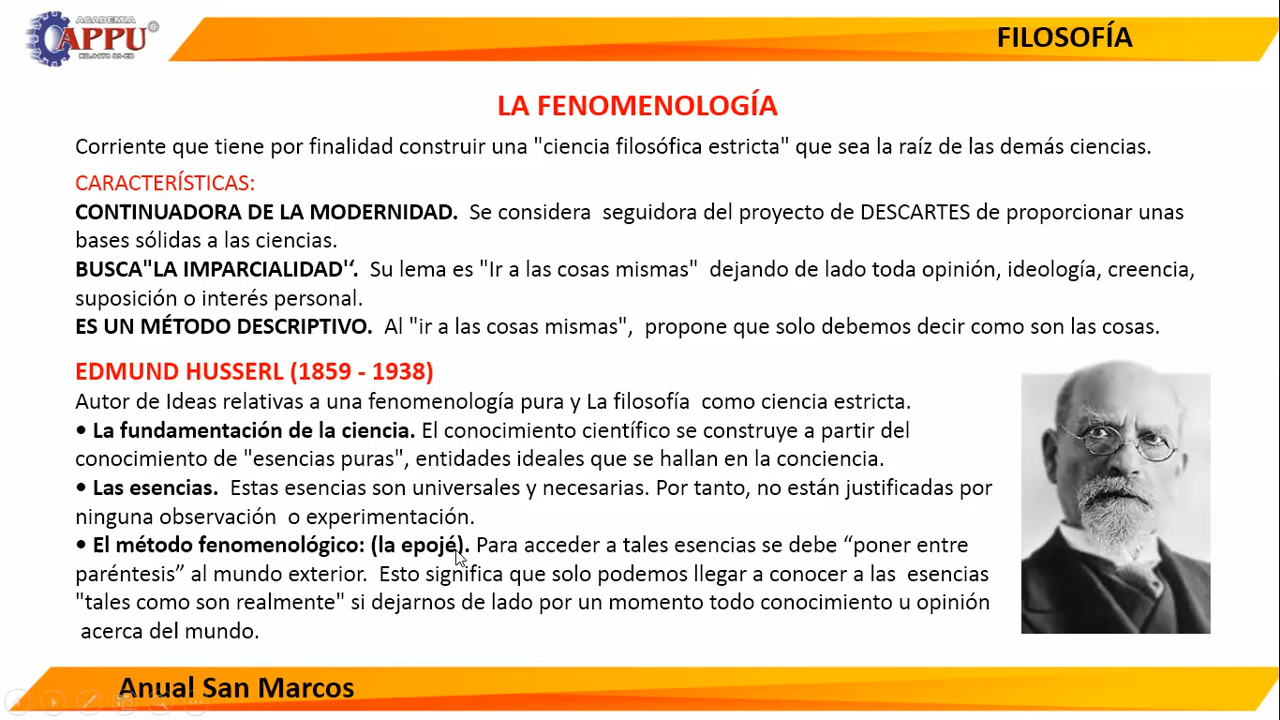 ACADEMIA
APPU
FILOSOFÍA
LA FENOMENOLOGÍA
Corriente que tiene por finalidad construir una "ciencia filosófica estricta" que sea la raíz de las demás ciencias.
CARACTERÍSTICAS:
CONTINUADORA DE LA MODERNIDAD. Se considera seguidora del proyecto de DESCARTES de proporcionar unas
bases sólidas a las ciencias.
BUSCA"LA IMPARCIALIDAD'‘. Su lema es "Ir a las cosas mismas" dejando de lado toda opinión, ideología, creencia,
suposición o interés personal.
ES UN MÉTODO DESCRIPTIVO. Al "ir a las cosas mismas", propone que solo debemos decir como son las cosas.
EDMUND HUSSERL (1859 - 1938)
Autor de Ideas relativas a una fenomenología pura y La filosofía como ciencia estricta.
• La fundamentación de la ciencia. El conocimiento científico se construye a partir del
conocimiento de "esencias puras", entidades ideales que se hallan en la conciencia.
• Las esencias. Estas esencias son universales y necesarias. Por tanto, no están justificadas por
ninguna observación o experimentación.
• El método fenomenológico: (la epojé). Para acceder a tales esencias se debe “poner entre
paréntesis” al mundo exterior. Esto significa que solo podemos llegar a conocer a las esencias
"tales como son realmente" si dejarnos de lado por un momento todo conocimiento u opinión
acerca del mundo.
Anual San Marcos